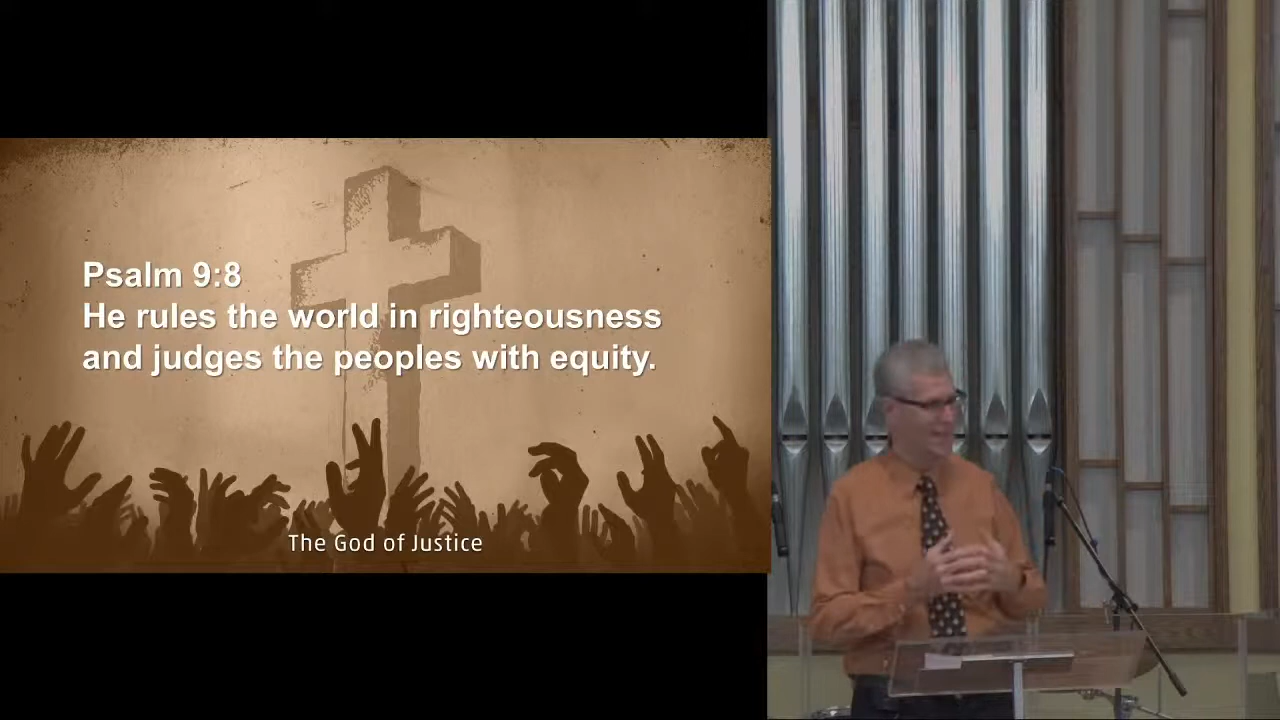 Psalm 9:8
He rules the world in righteousness
and judges the peoples with equity.
The God of Justice